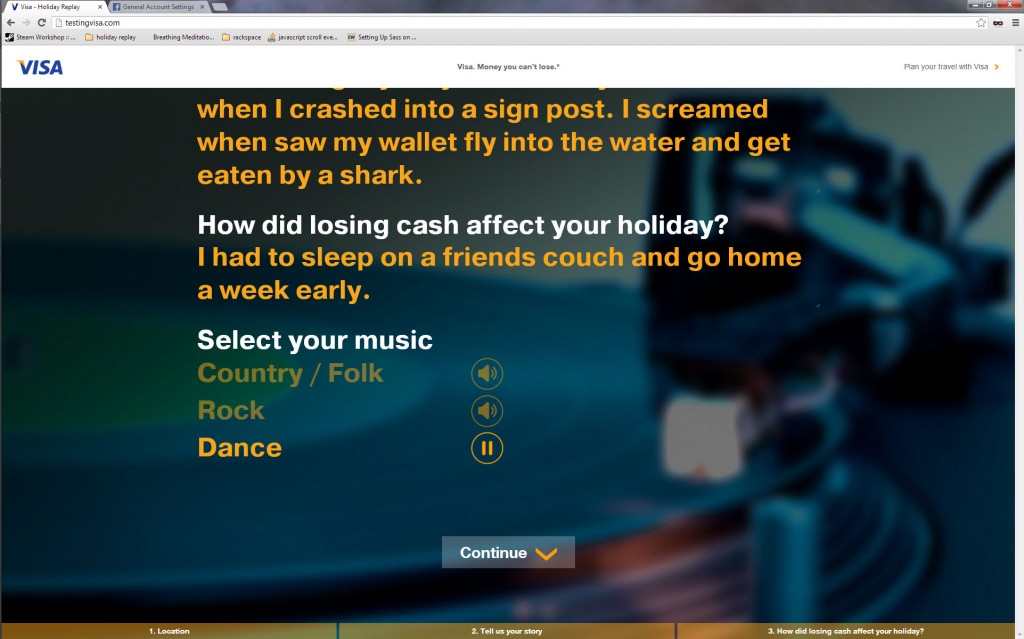 Visa - Holiday Replay
General Account Settings
testingvisa.com
Steam Workshop :: ...
holiday replay
Breathing Meditatio...
rackspace
javascript scroll eve...
Setting Up Sass on ...
VISA
Visa. Money you can't lose.*
Plan your travel with Visa
when I crashed into a sign post. I screamed
when saw my wallet fly into the water and get
eaten by a shark.
How did losing cash affect your holiday?
I had to sleep on a friends couch and go home
a week early.
Select your music
Country / Folk
Rock
Dance
Continue
1. Location
2. Tell us your story
3. How did losing cash affect your holiday?